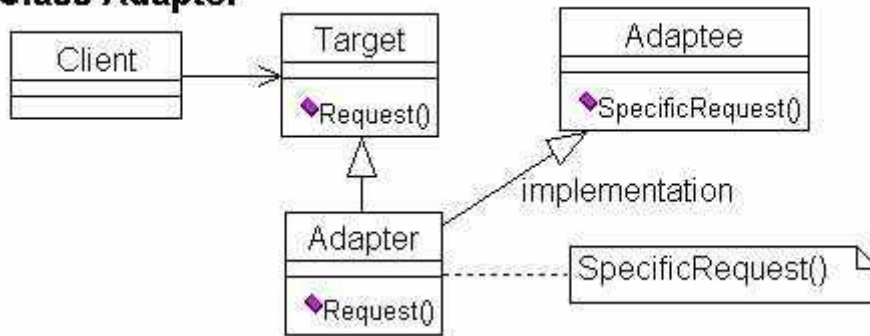 Class Adapter
Client
Target
Request()
Adaptee
SpecificRequest()
implementation
Adapter
Request()
SpecificRequest()